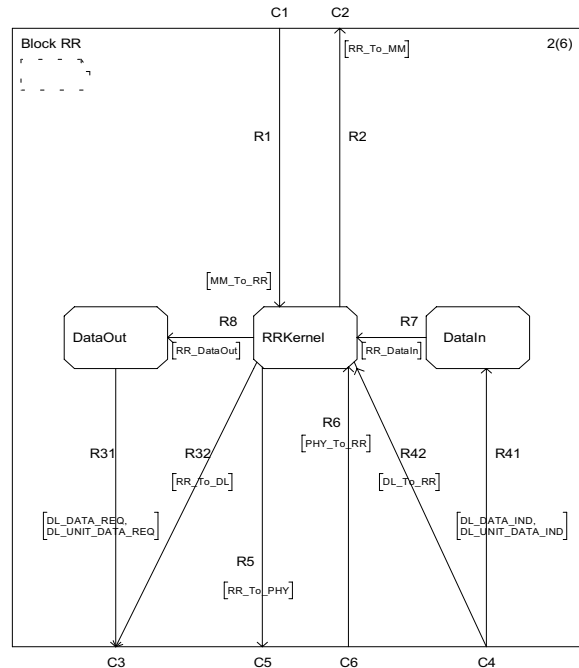 C1 C2
Block RR
[RR_To_MM]
2(6)
R1
R2
[MM_To_RR]
R8
R7
DataOut
RRKernel
DataIn
[RR_DataOut]
[RR_DataIn]
R6
[PHY_To_RR]
R31
R32
R42
R41
[RR_To_DL]
[DL_To_RR]
[DL_DATA_REQ,
DL_UNIT_DATA_REQ]
[DL_DATA_IND,
DL_UNIT_DATA_IND]
R5
[RR_To_PHY]
C3 C5 C6 C4